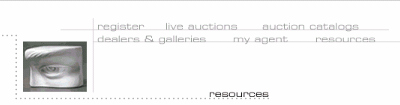 register live auctions auction catalogs
dealers & galleries my agent resources
resources